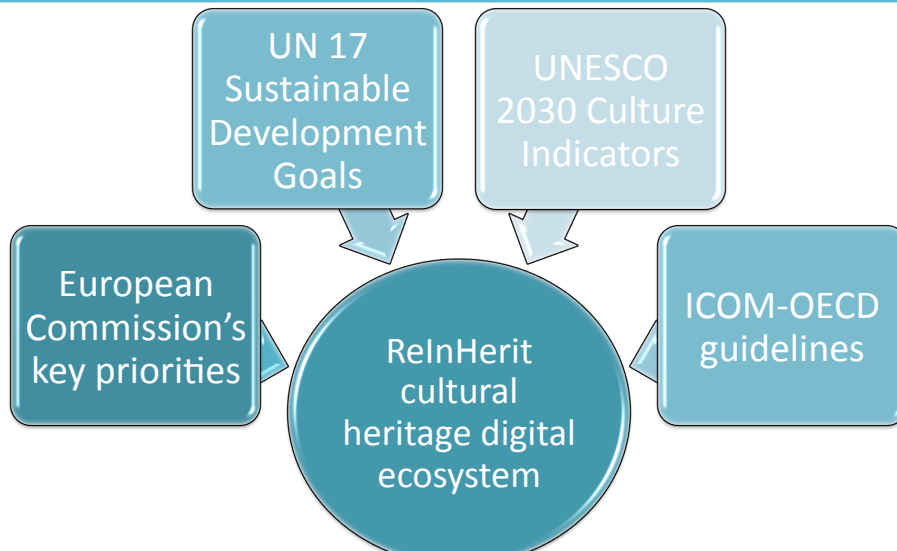 UN 17
Sustainable
Development
Goals
UNESCO
2030 Culture
Indicators
European
Commission's
key priorities
ICOM-OECD
guidelines
ReInHerit
cultural
heritage digital
ecosystem